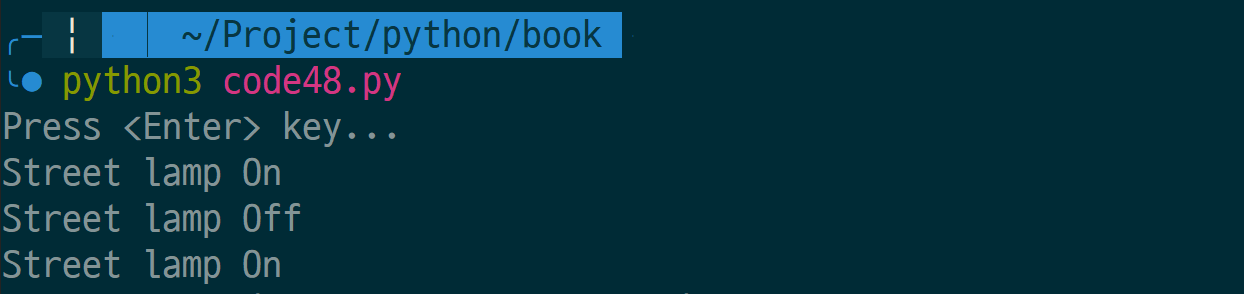 ~/Project/python/book
python3 code48.py
Press <Enter> key...
Street lamp On
Street lamp Off
Street lamp On